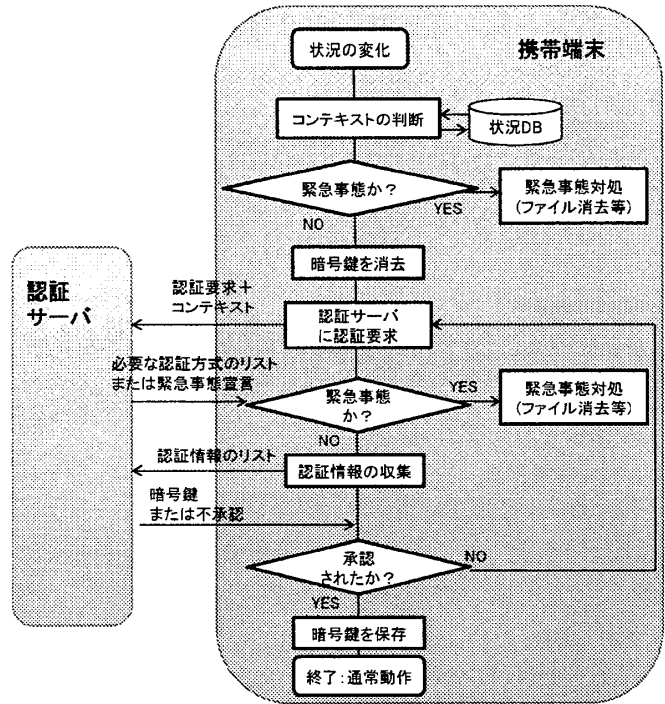 状況の変化
携帯端末
コンテキストの判断
状況DB
緊急事態か？
YES
緊急事態対処
(ファイル消去等)
NO
暗号鍵を消去
認証
サーバ
認証要求＋
コンテキスト
認証サーバ
に認証要求
必要な認証方式のリスト
または緊急事態宣言
緊急事態
か？
YES
緊急事態対処
(ファイル消去等)
NO
認証情報のリスト
認証情報の収集
暗号鍵
または不承認
承認
されたか？
NO
YES
暗号鍵を保存
終了：通常動作